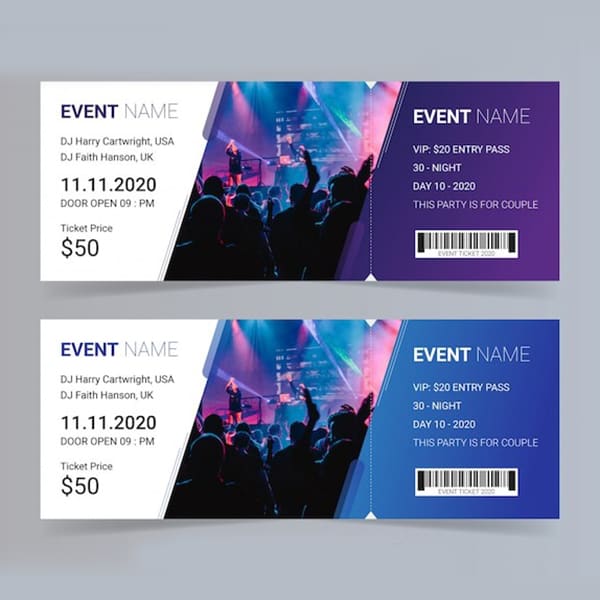 EVENT NAME
DJ Harry Cartwright, USA
DJ Faith Hanson, UK
11.11.2020
DOOR OPEN 09 : PM
Ticket Price
$50
EVENT NAME
VIP: $20 ENTRY PASS
30 - NIGHT
DAY 10 - 2020
THIS PARTY IS FOR COUPLE
EVENT TICKET 2020
EVENT NAME
DJ Harry Cartwright, USA
DJ Faith Hanson, UK
11.11.2020
DOOR OPEN 09 : PM
Ticket Price
$50
EVENT NAME
VIP: $20 ENTRY PASS
30 - NIGHT
DAY 10 - 2020
THIS PARTY IS FOR COUPLE
EVENT TICKET 2020